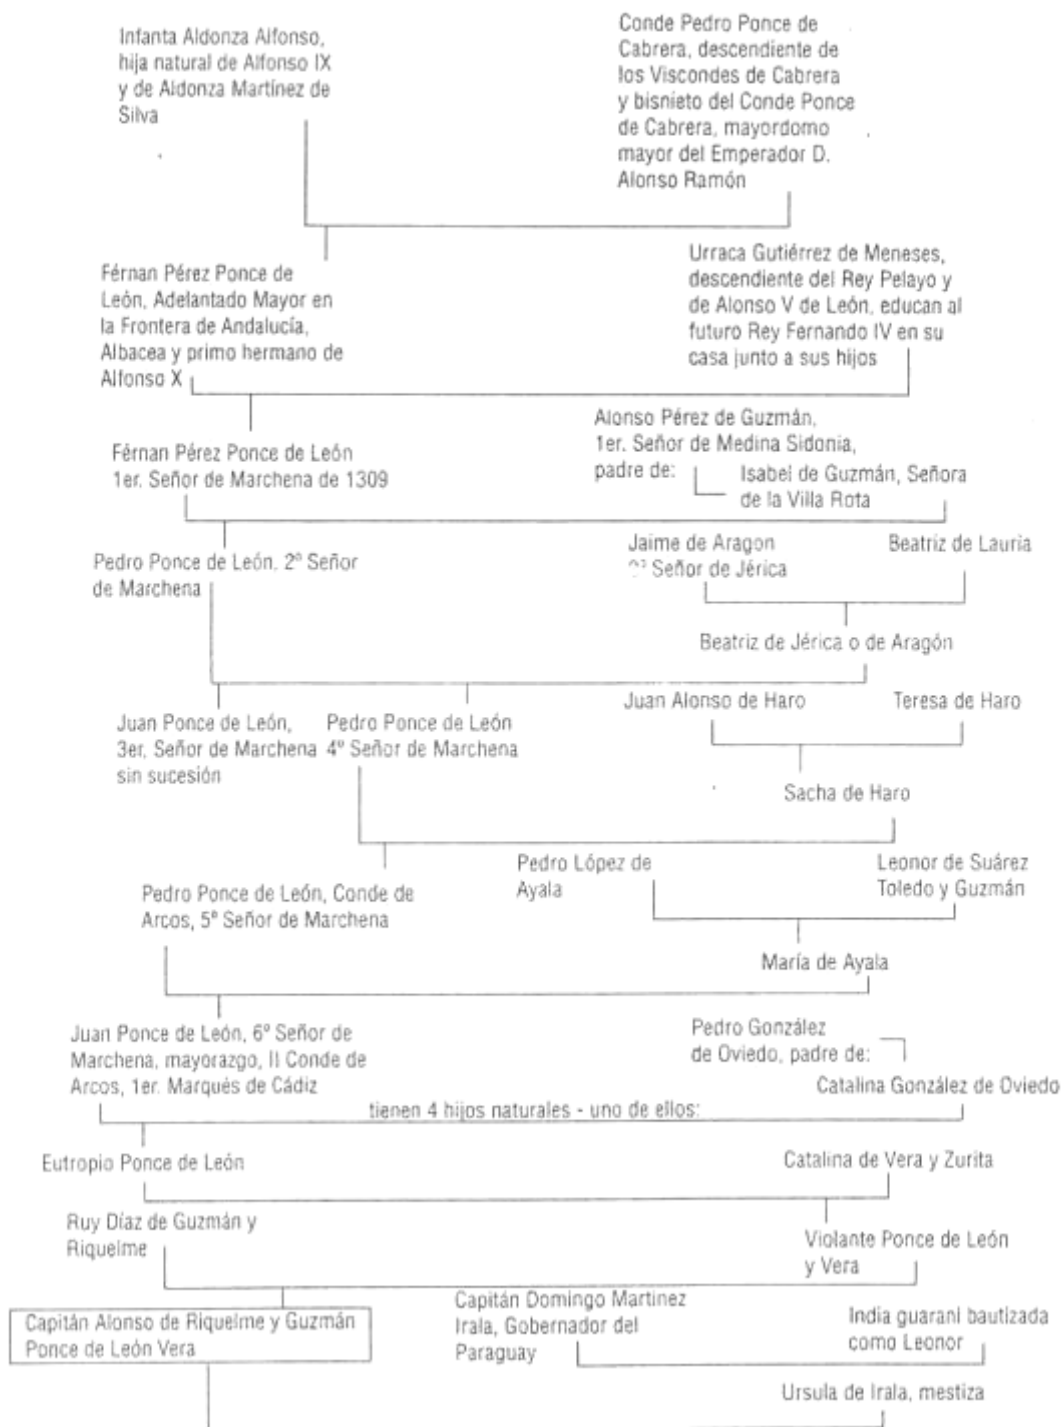 Infanta Aldonza Alfonso,
hija natural de Alfonso IX
y de Aldonza Martínez de
Silva
Conde Pedro Ponce de
Cabrera, descendiente de
los Viscondes de Cabrera
y bisnieto del Conde Ponce
de Cabrera, mayordomo
mayor del Emperador D.
Alonso Ramón
Férnan Pérez Ponce de
León, Adelantado Mayor en
la Frontera de Andalucía,
Albacea y primo hermano de
Alfonso X
Urraca Gutiérrez de Meneses,
descendiente del Rey Pelayo y
de Alonso V de León, educan al
futuro Rey Fernando IV en su
casa junto a sus hijos
Férnan Pérez Ponce de León
1er. Señor de Marchena de 1309
Alonso Pérez de Guzmán,
1er. Señor de Medina Sidonia,
padre de:
Isabel de Guzmán, Señora
de la Villa Rota
Pedro Ponce de León, 2º Señor
de Marchena
Jaime de Aragon
Señor de Jérica
Beatriz de Lauria
Beatriz de Jérica o de Aragón
Juan Ponce de León,
3er. Señor de Marchena
sin sucesión
Pedro Ponce de León
4º Señor de Marchena
Juan Alonso de Haro
Teresa de Haro
Sacha de Haro
Pedro Ponce de León, Conde de
Arcos, 5º Señor de Marchena
Pedro López de
Ayala
Leonor de Suárez
Toledo y Guzmán
María de Ayala
Juan Ponce de León, 6º Señor de
Marchena, mayorazgo, II Conde de
Arcos, 1er. Marqués de Cádiz
Pedro González
de Oviedo, padre de:
Catalina González de Oviedo
tienen 4 hijos naturales - uno de ellos:
Eutropio Ponce de León
Catalina de Vera y Zurita
Ruy Díaz de Guzmán y
Riquelme
Violante Ponce de León
y Vera
Capitán Alonso de Riquelme y Guzmán
Ponce de León Vera
Capitán Domingo Martinez
Irala, Gobernador del
Paraguay
India guaraní bautizada
como Leonor
Ursula de Irala, mestiza